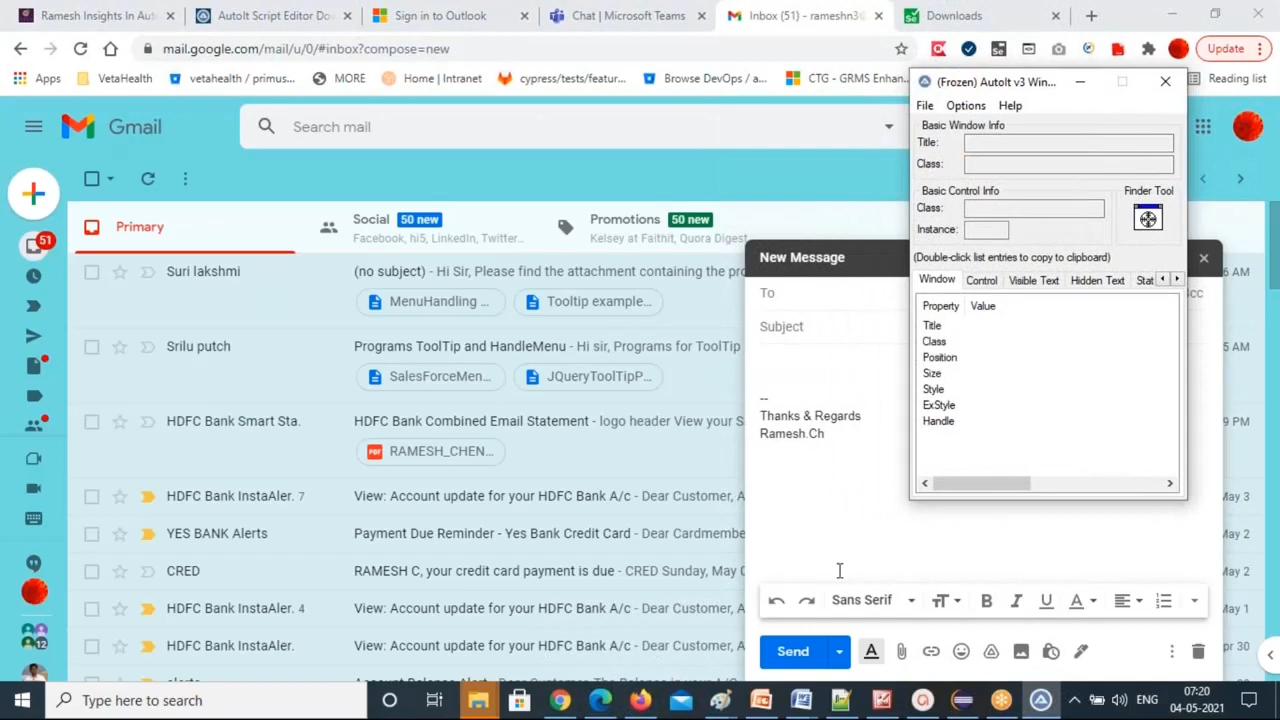 Ramesh Insights In Auto
AutoIt Script Editor Dow
Sign in to Outlook
Chat | Microsoft Teams
Inbox (51) - rameshn3@
Downloads
mail.google.com/mail/u/0/#inbox?compose=new
Update
Apps
VetaHealth
vetahealth / primus...
MORE
Home | Intranet
cypress/tests/featur...
Browse DevOps / a...
CTG - GRMS Enhan...
Reading list
(Frozen) AutoIt v3 Win...
File Options Help
Basic Window Info
Title:
Class:
Basic Control Info
Finder Tool
Class:
Instance:
(Double-click list entries to copy to clipboard)
Window Control Visible Text Hidden Text Stat
Property Value
Title
Class
Position
Size
Style
ExStyle
Handle
Gmail
Search mail
51
Primary
Social 50 new
Facebook, hi5, LinkedIn, Twitter...
Promotions 50 new
Kelsey at Faithit, Quora Digest
Suri lakshmi (no subject) - Hi Sir, Please find the attachment containing the pro
MenuHandling ... Tooltip example...
Srilu putch Programs ToolTip and HandleMenu - Hi sir, Programs for ToolTip
SalesForceMen... JQueryToolTipP...
HDFC Bank Smart Sta. HDFC Bank Combined Email Statement - logo header View your S
RAMESH_CHEN...
HDFC Bank InstaAler. 7 View: Account update for your HDFC Bank A/c - Dear Customer, A May 3
YES BANK Alerts Payment Due Reminder - Yes Bank Credit Card - Dear Cardmembe May 2
CRED RAMESH C, your credit card payment is due - CRED Sunday, May 0 May 2
HDFC Bank InstaAler. 4 View: Account update for your HDFC Bank A/c - Dear Customer, A May 1
HDFC Bank InstaAler. View: Account update for your HDFC Bank A/c - Dear Customer, A Apr 30
12
New Message
To
Subject
--
Thanks & Regards
Ramesh.Ch
Sans Serif
Send
Type here to search
ENG
07:20
04-05-2021